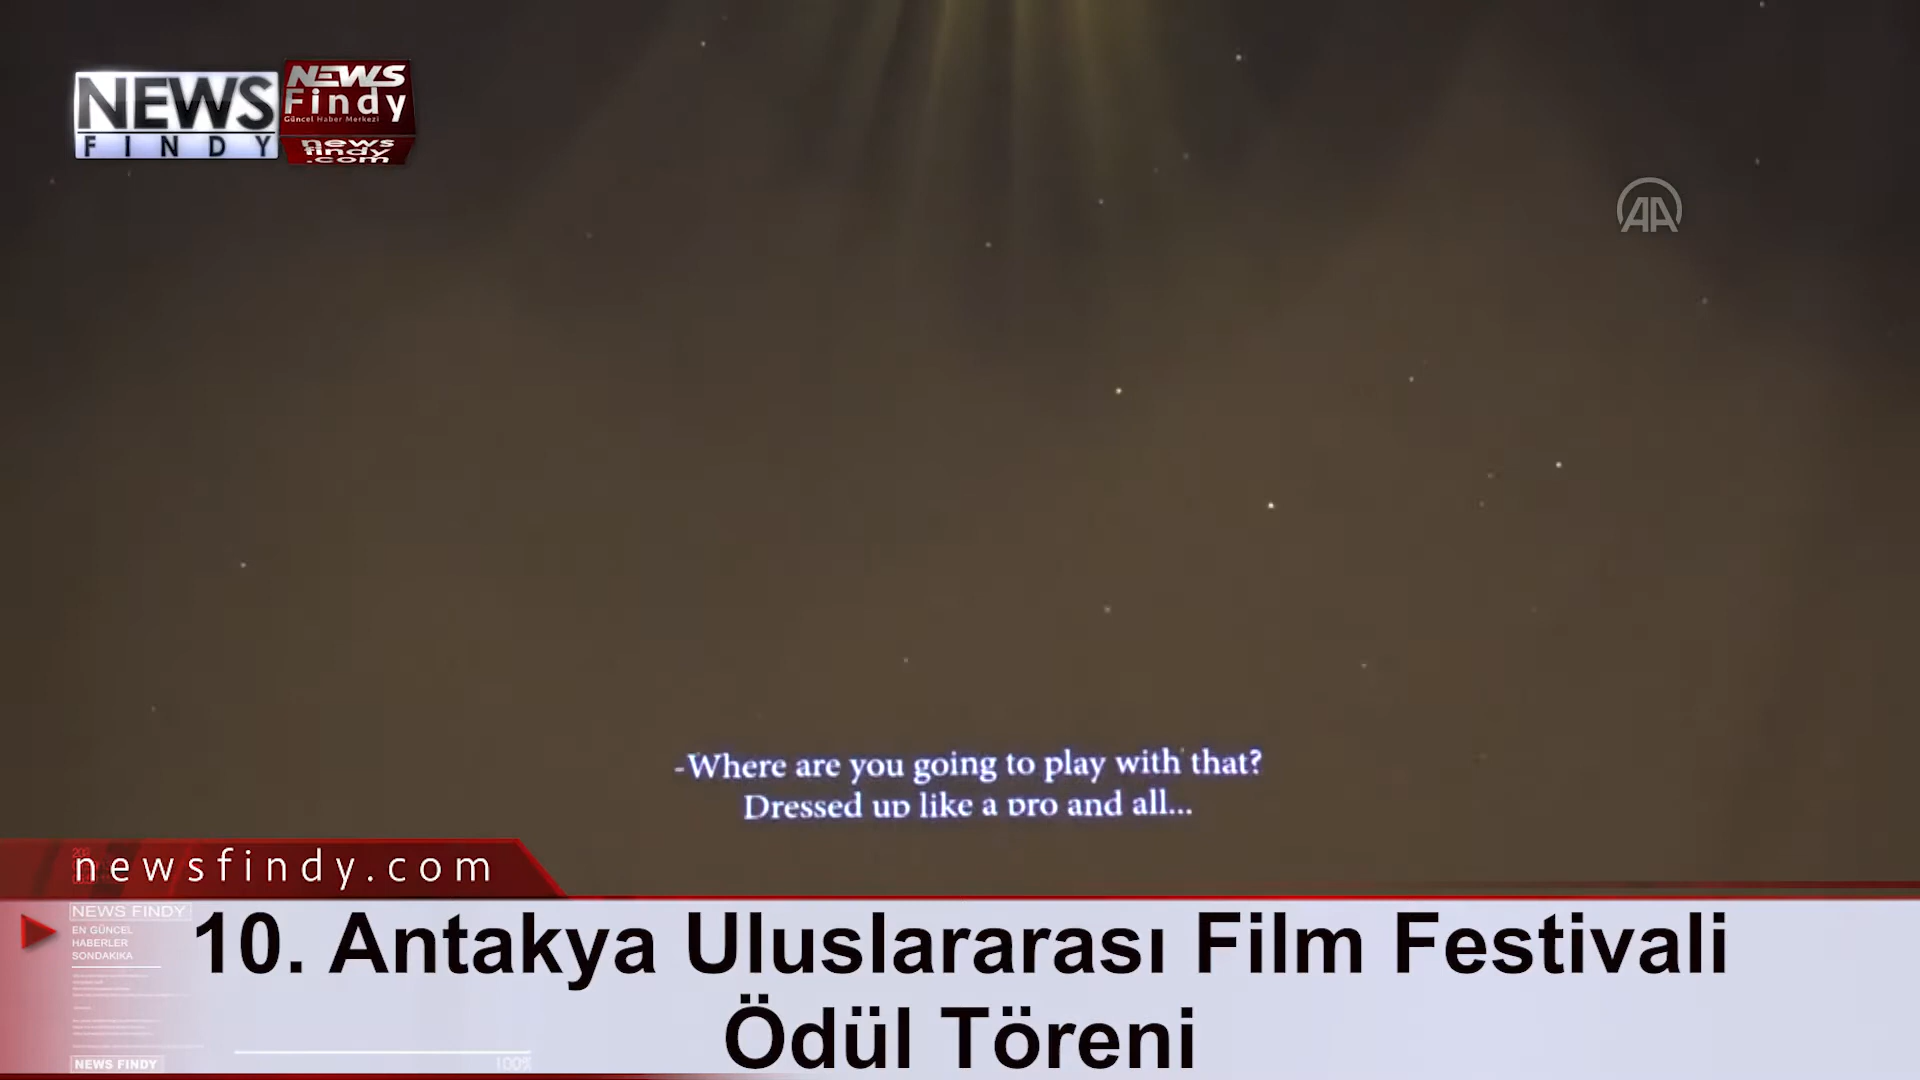 NEWS
FINDY
NEWS
Findy
Güncel Haber Merkezi
news
findy
.com
AA
-Where are you going to play with that?
Dressed up like a pro and all...
newsfindy.com
NEWS FINDY
EN GÜNCEL
HABERLER
SONDAKIKA
10. Antakya Uluslararası Film Festivali
Ödül Töreni
NEWS FINDY
100%